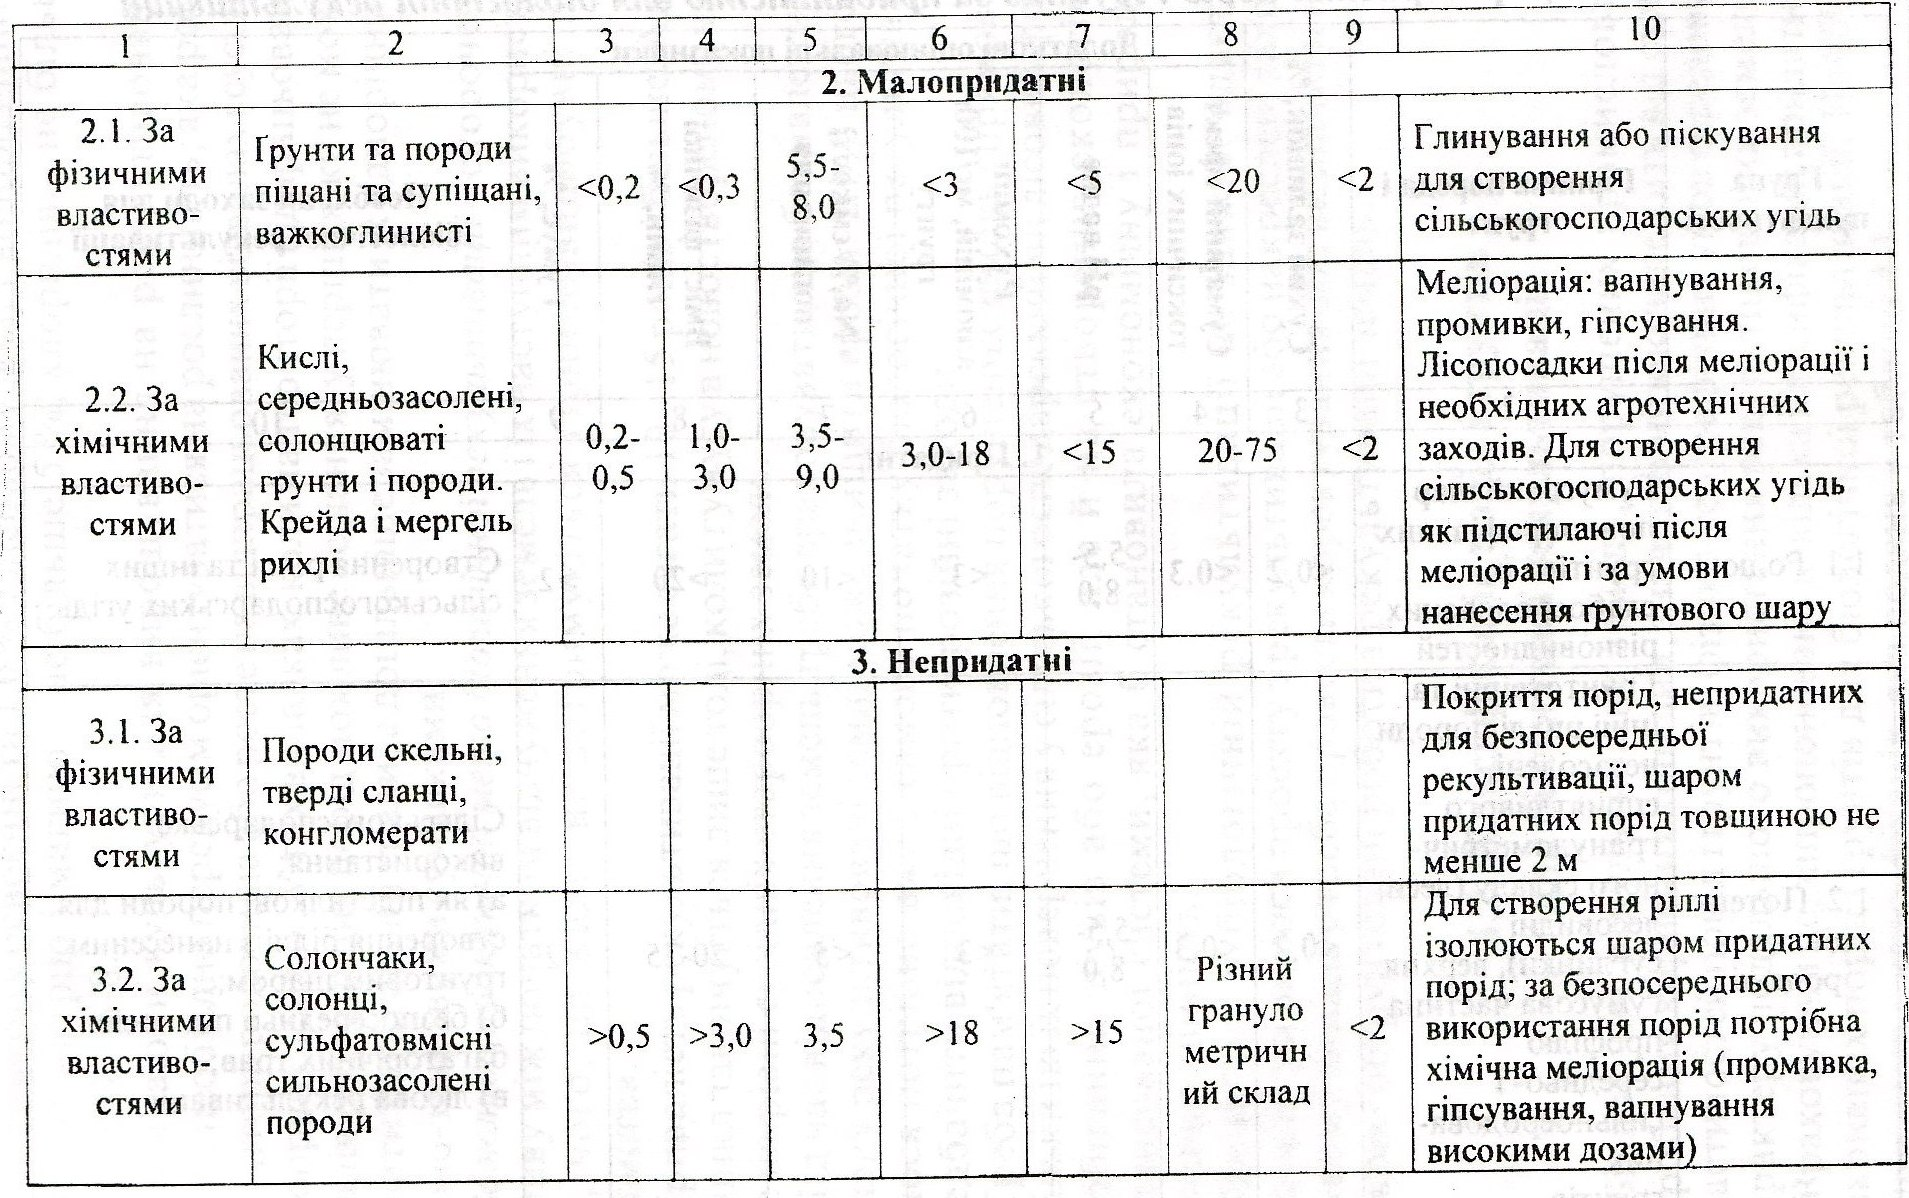 1 2 3 4 5 6 7 8 9 10
2. Малопридатні
2.1. За
фізичними
властиво-
стями
Ґрунти та породи
піщані та супіщані,
важкоглинисті
<0,2
<0,3
5,5-
8,0
<3
<5
<20
<2
Глинування або піскування
для створення
сільськогосподарських угідь
2.2. За
хімічними
властиво-
стями
Кислі,
середньозасолені,
солонцюваті
грунти і породи.
Крейда і мергель
рихлі
0,2-
0,5
1,0-
3,0
3,5-
9,0
3,0-18
<15
20-75
<2
Меліорація: вапнування,
промивки, гіпсування.
Лісопосадки після меліорації і
необхідних агротехнічних
заходів. Для створення
сільськогосподарських угідь
як підстилаючі після
меліорації і за умови
нанесення ґрунтового шару
3. Непридатні
3.1. За
фізичними
властиво-
стями
Породи скельні,
тверді сланці,
конгломерати
Покриття порід, непридатних
для безпосередньої
рекультивації, шаром
придатних порід товщиною не
менше 2 м
3.2. За
хімічними
властиво-
стями
Солончаки,
солонці,
сульфатовмісні
сильнозасолені
породи
>0,5
>3,0
3,5
>18
>15
Різний
грануло
метричн
ий склад
<2
Для створення ріллі
ізолюються шаром придатних
порід; за безпосереднього
використання порід потрібна
хімічна меліорація (промивка,
гіпсування, вапнування
високими дозами)